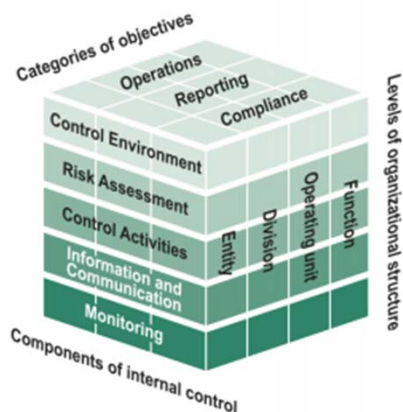 Categories of objectives
Operations
Reporting
Compliance
Control Environment
Risk Assessment
Control Activities
Information and
Communication
Monitoring
Components of internal control
Entity
Division
Operating unit
Function
Levels of organizational structure